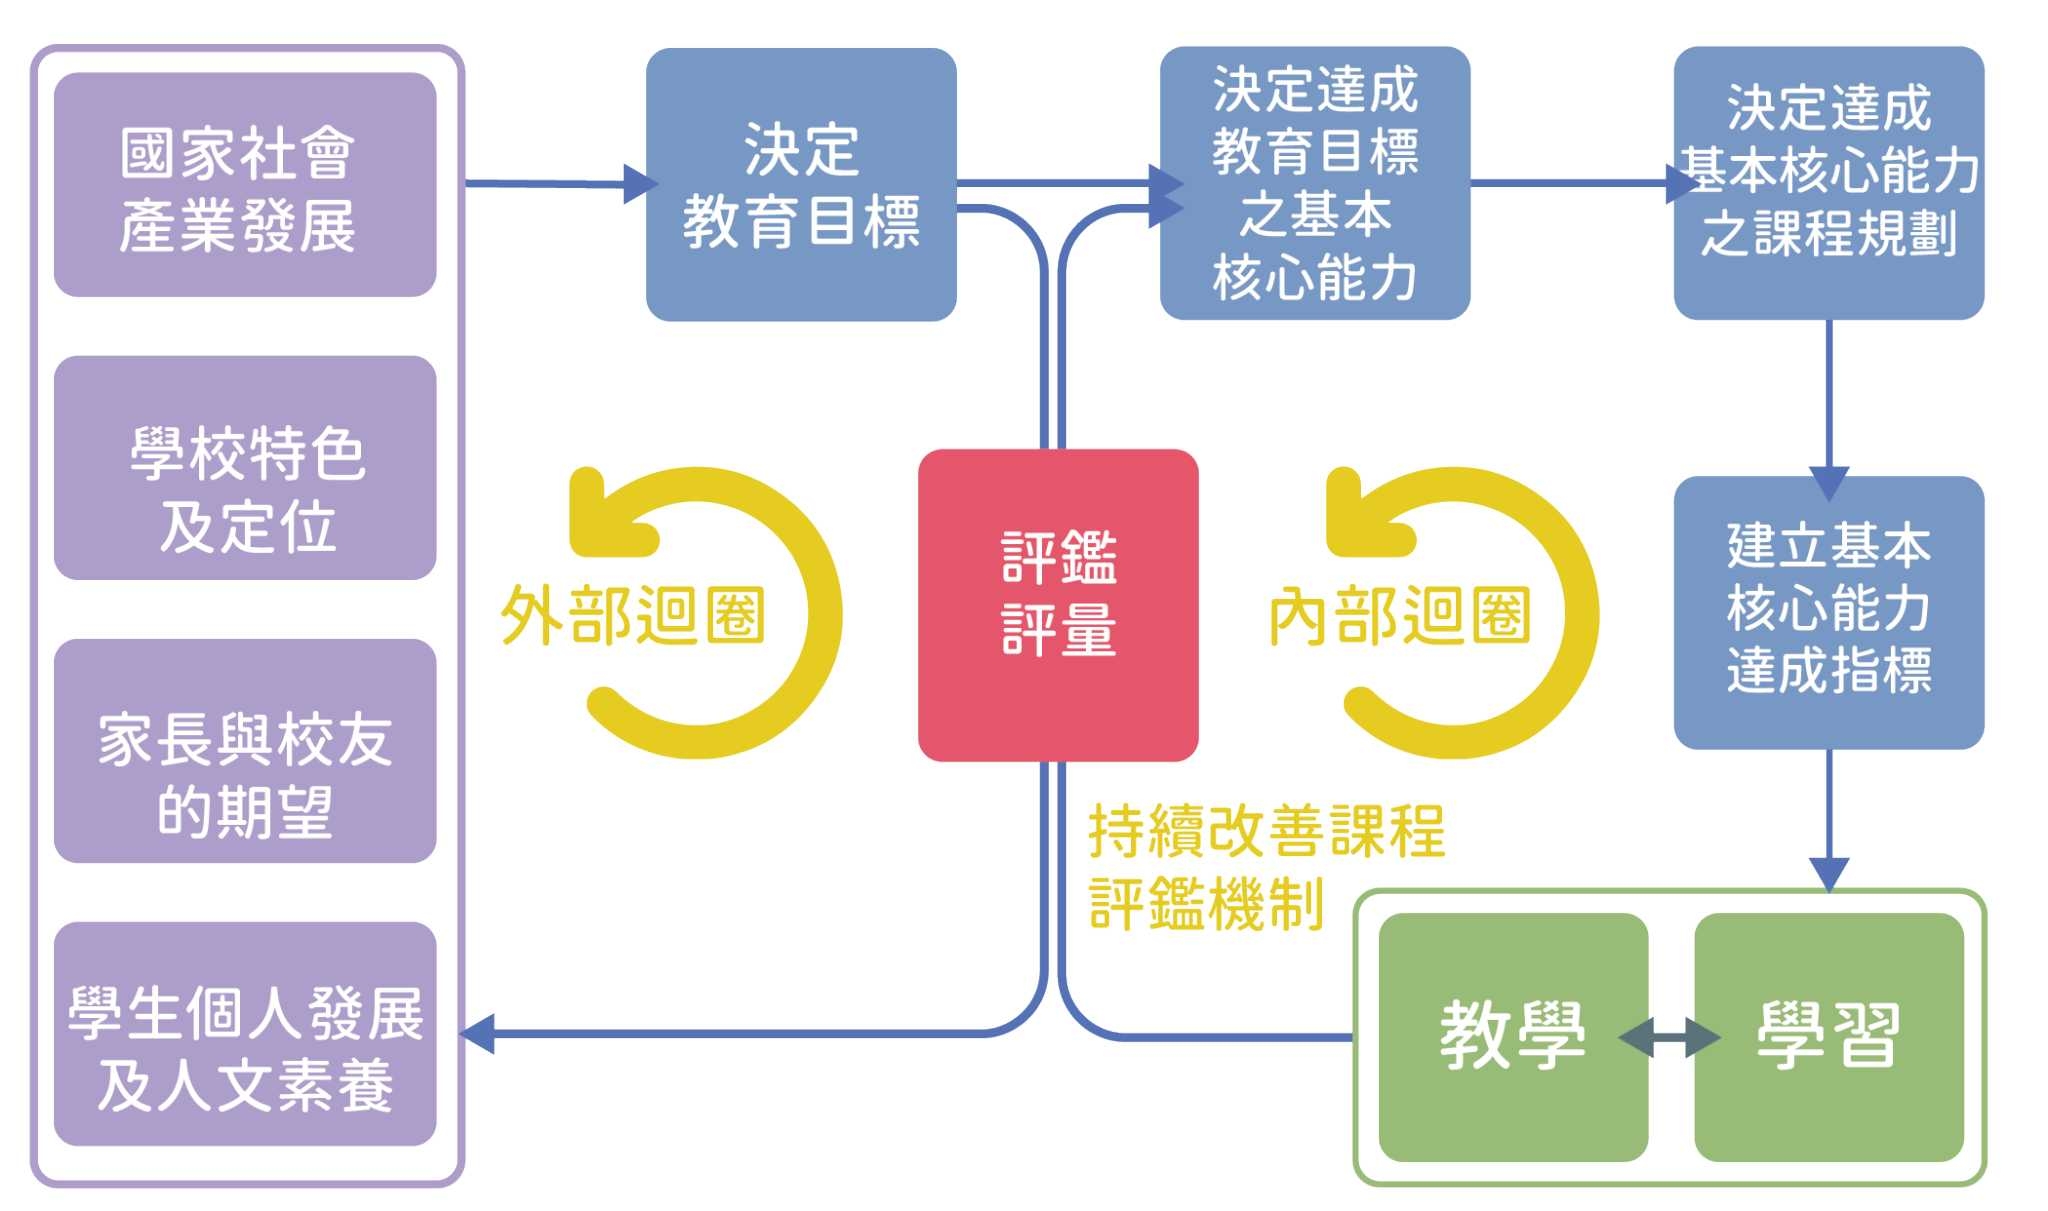 國家社會
產業發展
學校特色
及定位
家長與校友
的期望
學生個人發展
及人文素養
決定
教育目標
決定達成
教育目標
之基本
核心能力
決定達成
基本核心能力
之課程規劃
外部迴圈
評鑑
評量
內部迴圈
建立基本
核心能力
達成指標
持續改善課程
評鑑機制
教學
學習